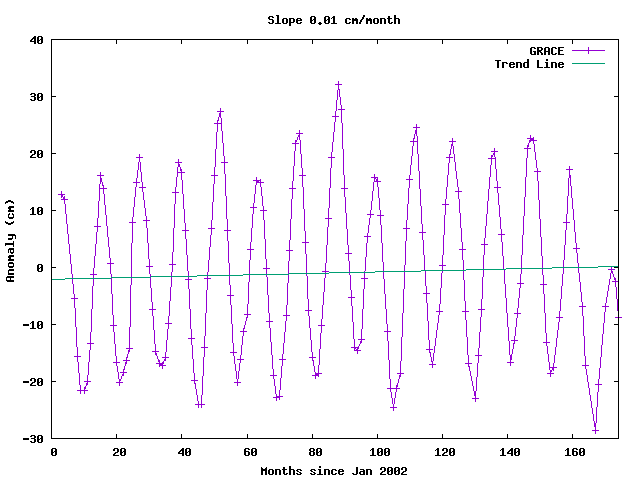 Slope 0.01 cm/month
GRACE
Trend Line
40
30
20
10
0
-10
-20
-30
Anomaly (cm)
0 20 40 60 80 100 120 140 160
Months since Jan 2002